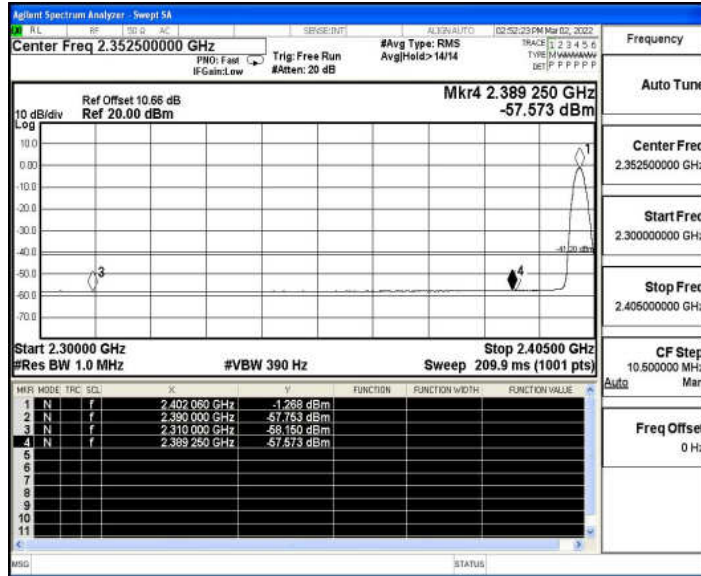 Agilent Spectrum Analyzer - Swept SA
RL RF 50 Ω AC SENSE:INT ALIGN AUTO 02:52:23 PM Mar 02, 2022
Center Freq 2.352500000 GHz
PNO: Fast
IFGain:Low
Trig: Free Run
#Atten: 20 dB
#Avg Type: RMS
Avg|Hold:> 14/14
TRACE 1 2 3 4 5 6
TYPE
DET P P P P P P
Ref Offset 10.66 dB
Ref 20.00 dBm
10 dB/div
Log
Mkr4 2.389 250 GHz
-57.573 dBm
10.0
0.00
-10.0
-20.0
-30.0
-40.0
-50.0
-60.0
-70.0
1
-41.20 dBm
3
4
Start 2.30000 GHz
#Res BW 1.0 MHz
#VBW 390 Hz
Stop 2.40500 GHz
Sweep 209.9 ms (1001 pts)
MKR MODE TRC SCL X Y FUNCTION FUNCTION WIDTH FUNCTION VALUE
1 N f 2.402 060 GHz -1.268 dBm
2 N f 2.390 000 GHz -57.753 dBm
3 N f 2.310 000 GHz -58.150 dBm
4 N f 2.389 250 GHz -57.573 dBm
5
6
7
8
9
10
11
MSG STATUS
Frequency
Auto Tune
Center Freq
2.352500000 GHz
Start Freq
2.300000000 GHz
Stop Freq
2.405000000 GHz
CF Step
10.500000 MHz
Auto Man
Freq Offset
0 Hz